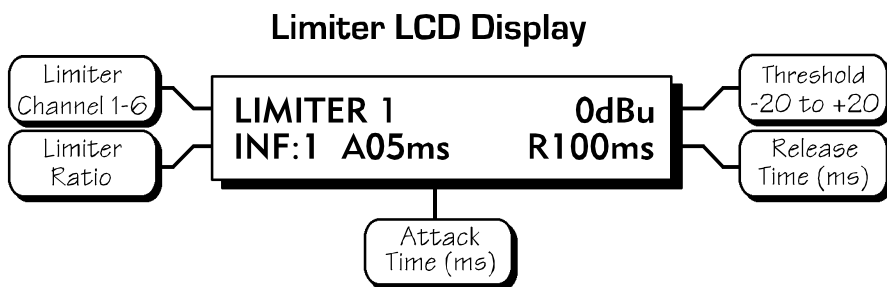 Limiter LCD Display
Limiter
Channel 1-6
Limiter
Ratio
LIMITER 1 0dBu
INF:1 A05ms R100ms
Threshold
-20 to +20
Release
Time (ms)
Attack
Time (ms)